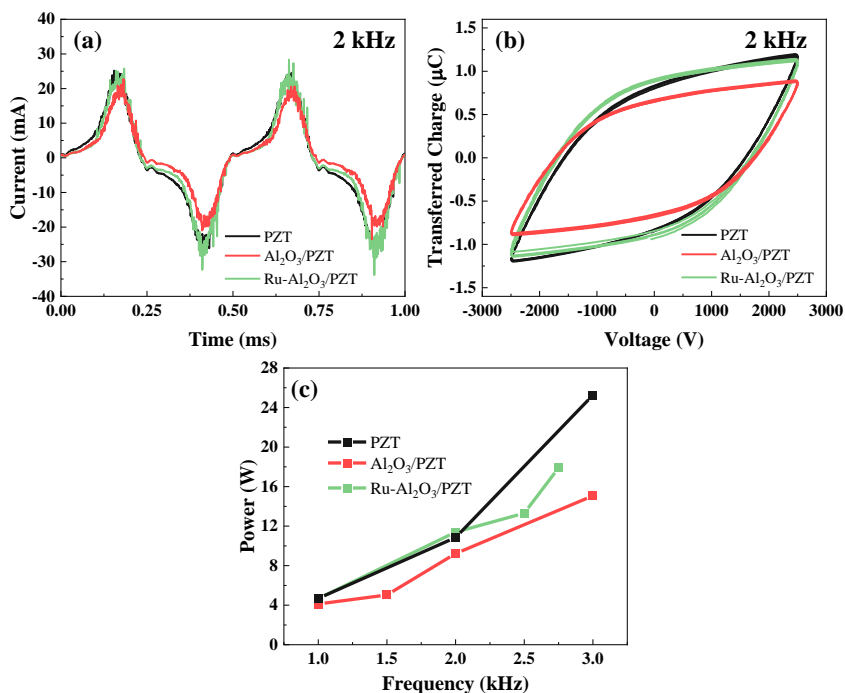 (a)
2 kHz
Current (mA)
40
30
20
10
0
-10
-20
-30
-40
0.00
0.25
0.50
0.75
1.00
Time (ms)
PZT
Al₂O₃/PZT
Ru-Al₂O₃/PZT
(b)
2 kHz
Transferred Charge (μC)
1.5
1.0
0.5
0.0
-0.5
-1.0
-1.5
-3000
-2000
-1000
0
1000
2000
3000
Voltage (V)
PZT
Al₂O₃/PZT
Ru-Al₂O₃/PZT
(c)
Power (W)
28
24
20
16
12
8
4
0
1.0
1.5
2.0
2.5
3.0
Frequency (kHz)
PZT
Al₂O₃/PZT
Ru-Al₂O₃/PZT